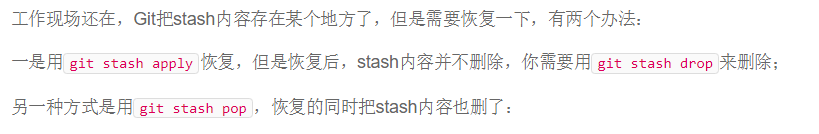 工作现场还在，Git把stash内容存在某个地方了，但是需要恢复一下，有两个办法：
一是用git stash apply恢复，但是恢复后，stash内容并不删除，你需要用git stash drop来删除；
另一种方式是用git stash pop，恢复的同时把stash内容也删了：